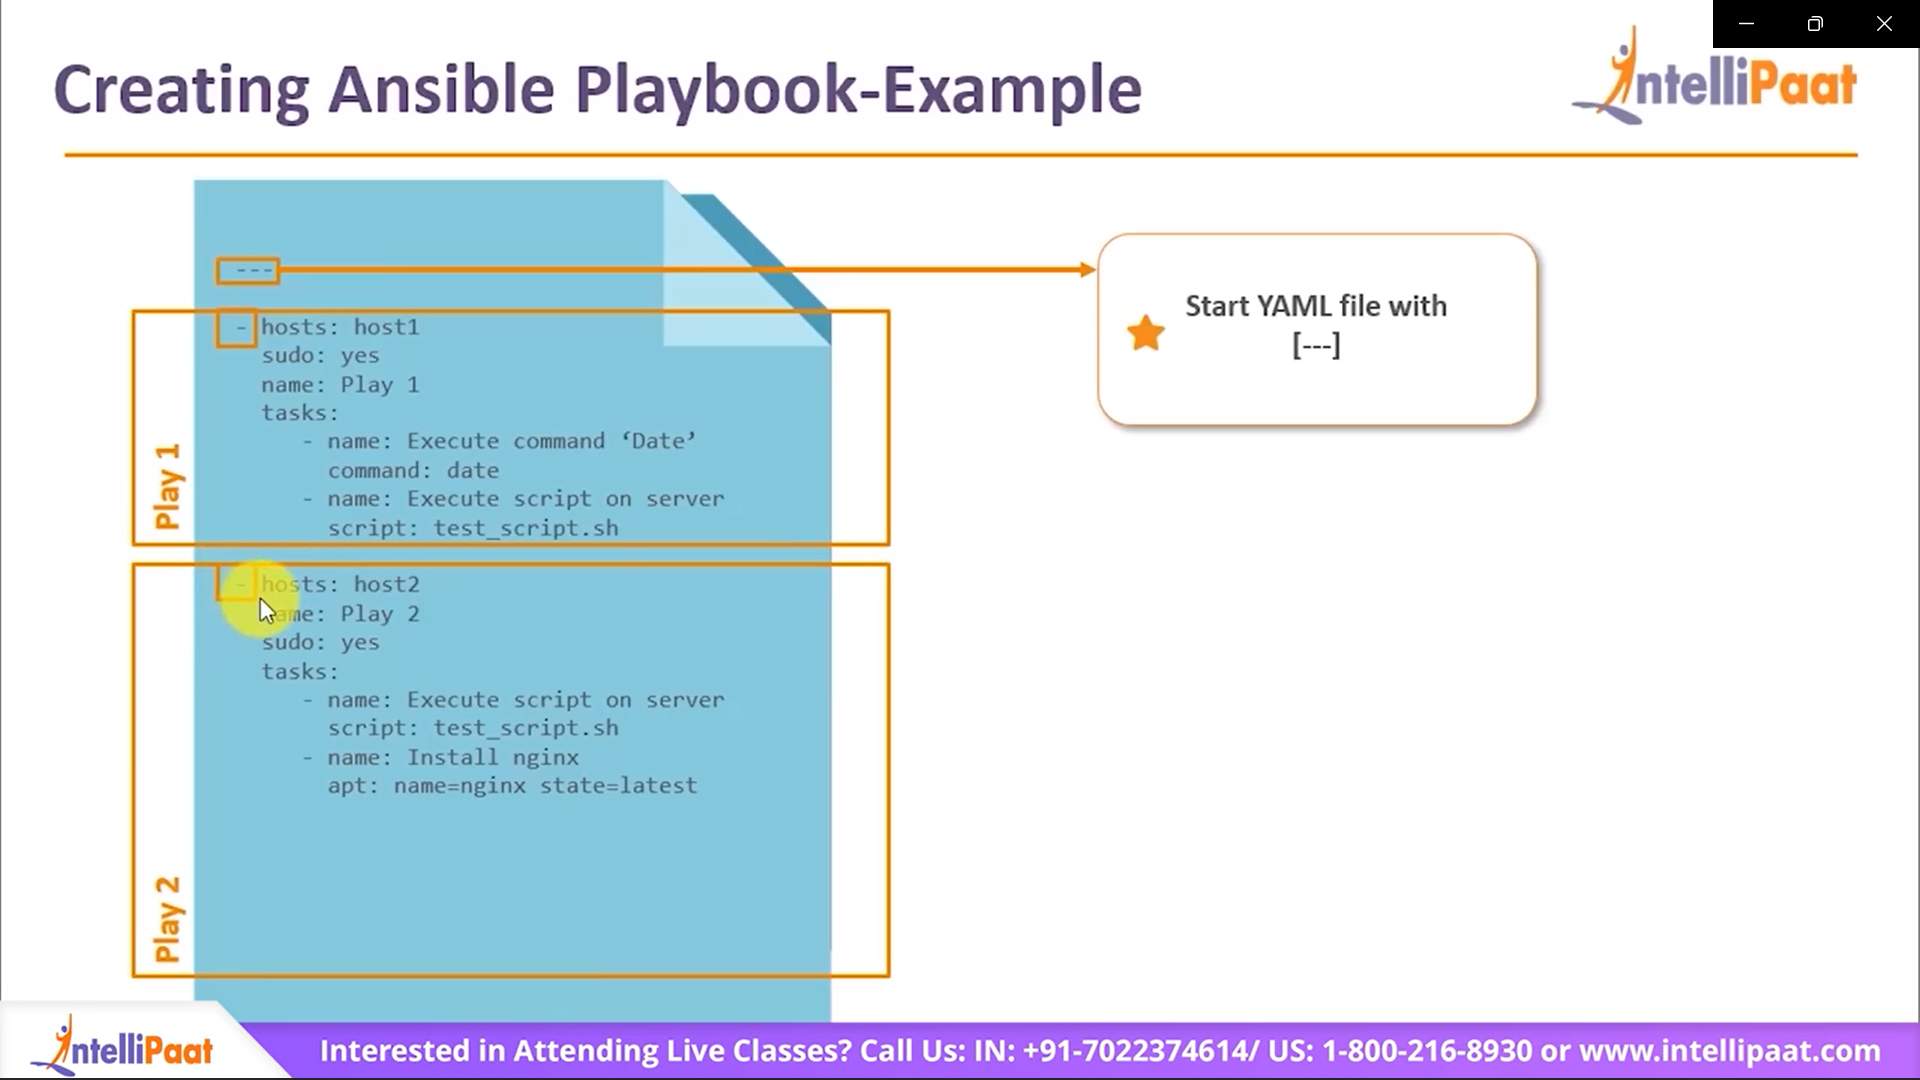 Creating Ansible Playbook-Example
IntelliPaat
---
- hosts: host1
sudo: yes
name: Play 1
tasks:
- name: Execute command ‘Date’
command: date
- name: Execute script on server
script: test_script.sh
Play 1
- hosts: host2
name: Play 2
sudo: yes
tasks:
- name: Execute script on server
script: test_script.sh
- name: Install nginx
apt: name=nginx state=latest
Play 2
Start YAML file with
[---]
IntelliPaat
Interested in Attending Live Classes? Call Us: IN: +91-7022374614/ US: 1-800-216-8930 or www.intellipaat.com